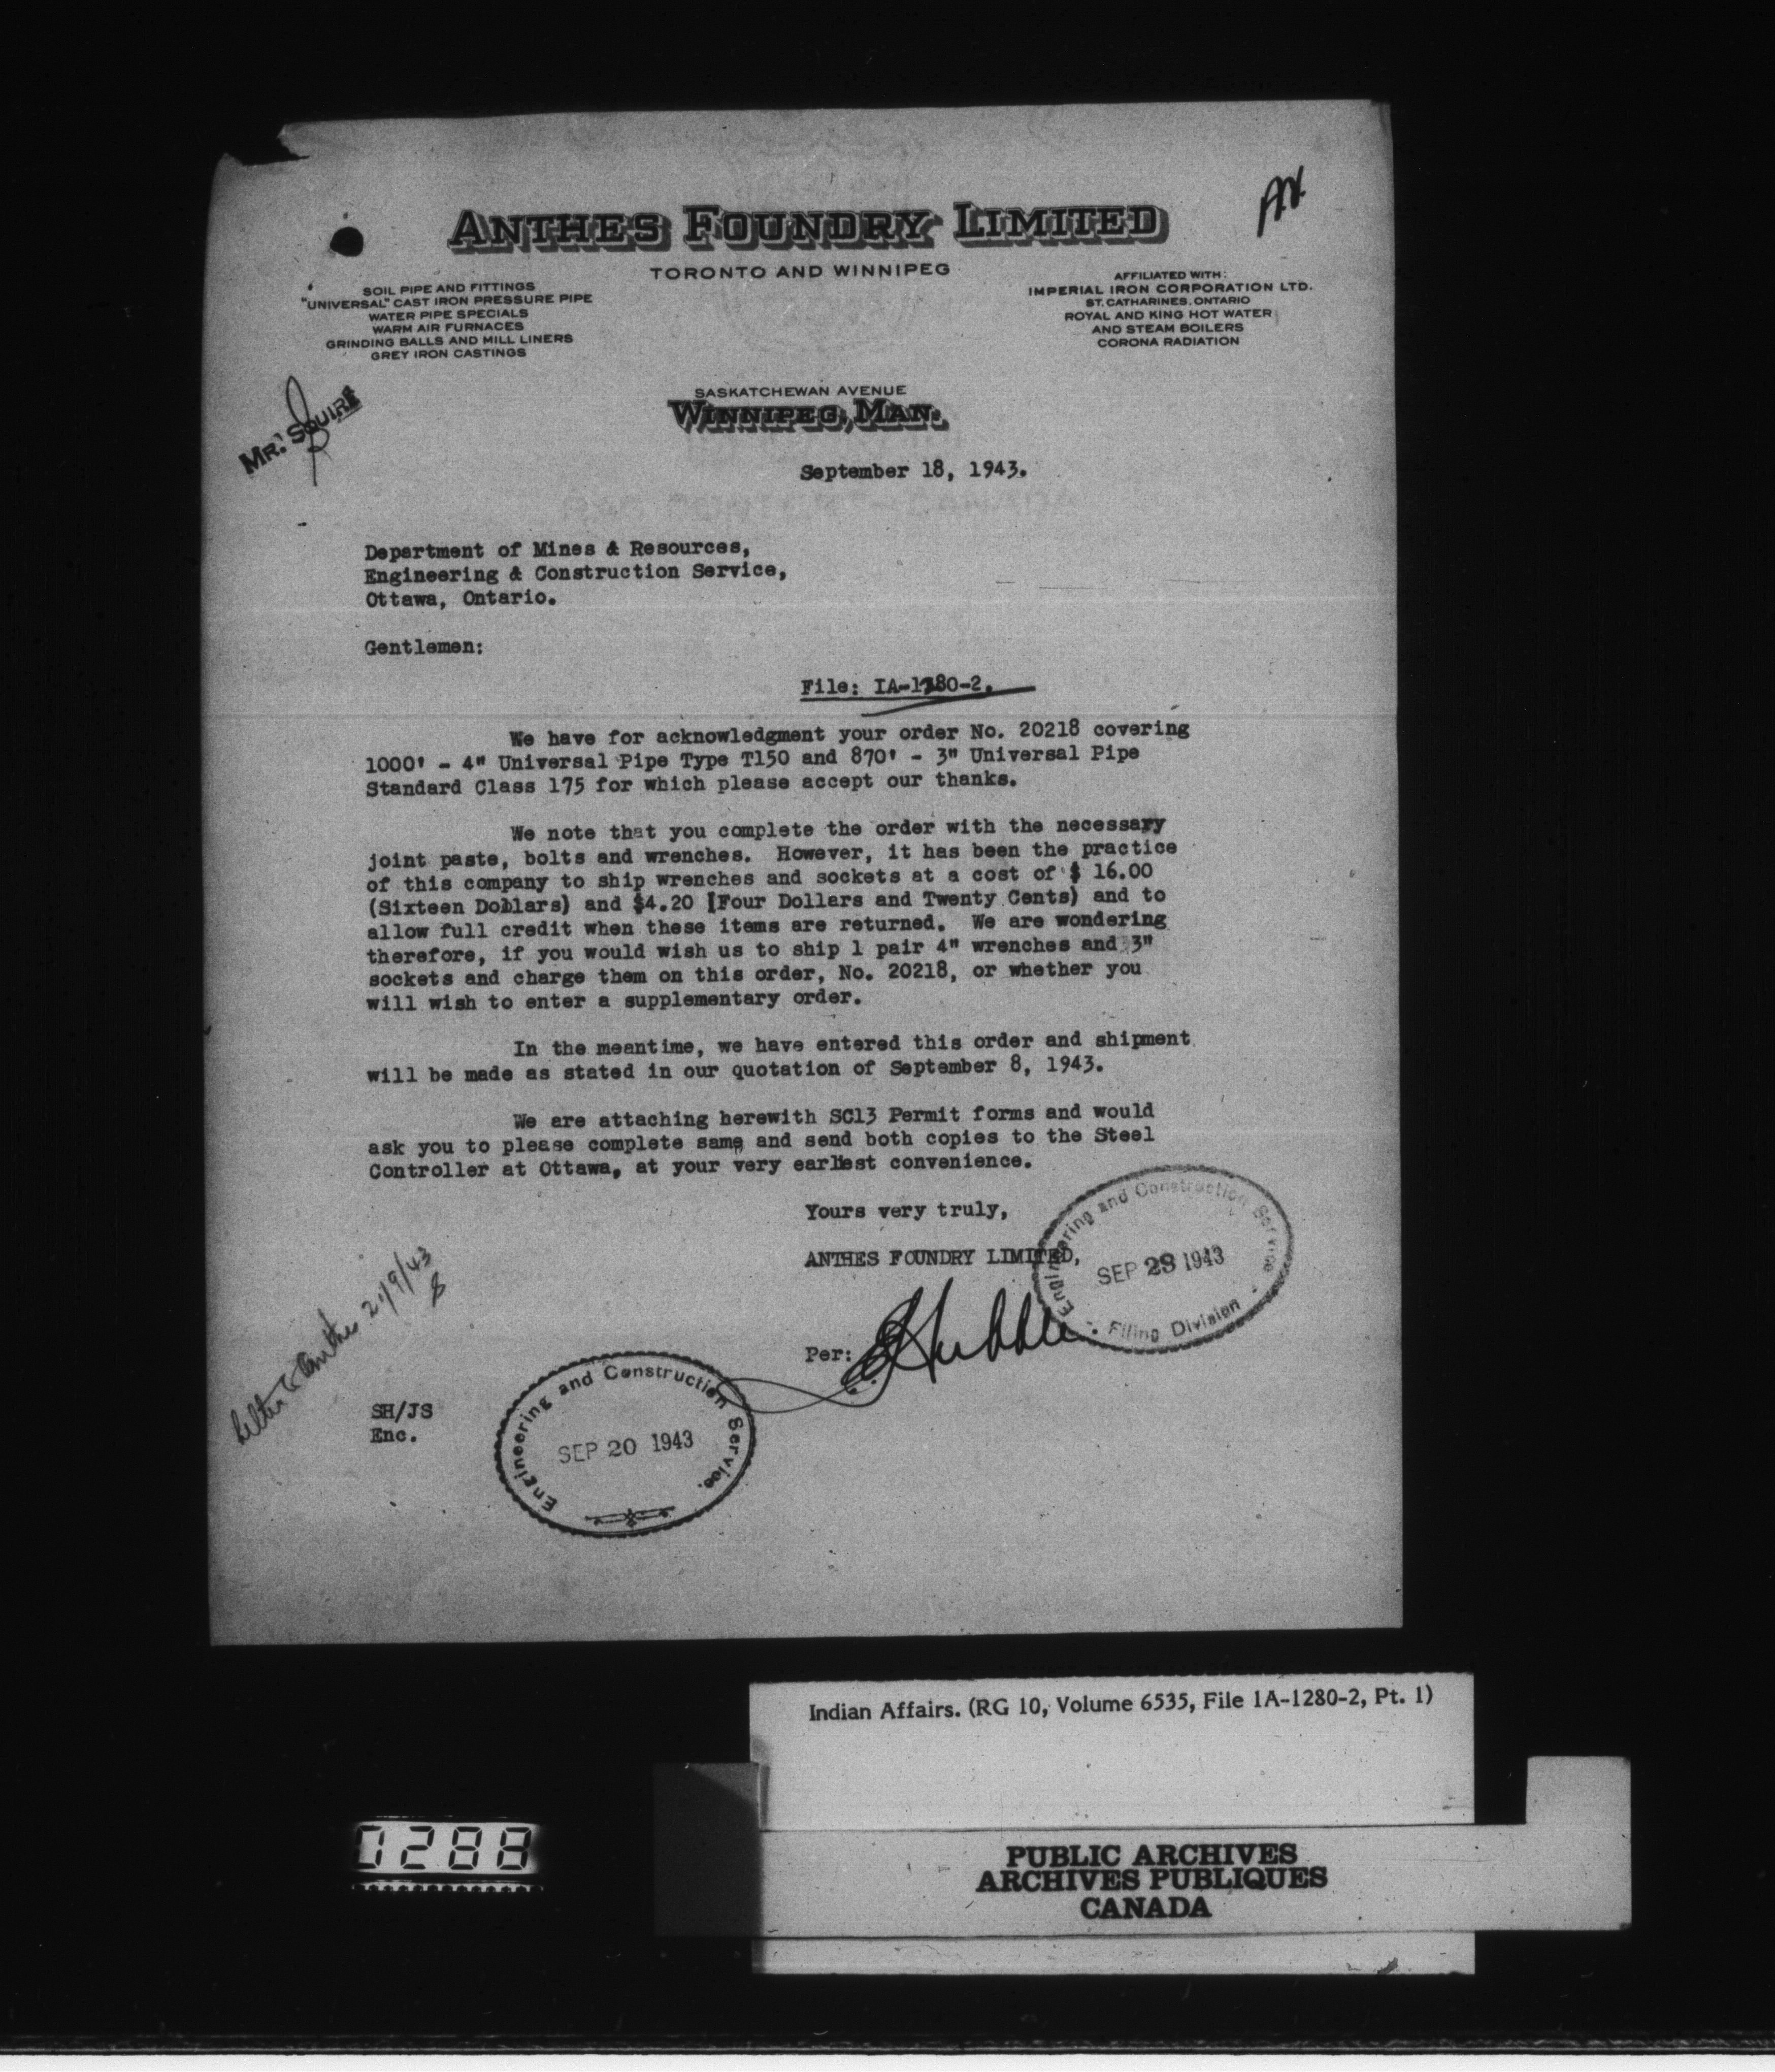 ANTHES FOUNDRY LIMITED
TORONTO AND WINNIPEG
SOIL PIPE AND FITTINGS
"UNIVERSAL" CAST IRON PRESSURE PIPE
WATER PIPE SPECIALS
WARM AIR FURNACES
GRINDING BALLS AND MILL LINERS
GREY IRON CASTINGS
AFFILIATED WITH:
IMPERIAL IRON CORPORATION LTD.
ST. CATHARINES, ONTARIO
ROYAL AND KING HOT WATER
AND STEAM BOILERS
CORONA RADIATION
MR. SQUIRE
SASKATCHEWAN AVENUE
WINNIPEG, MAN.
September 18, 1943.
Department of Mines & Resources,
Engineering & Construction Service,
Ottawa, Ontario.
Gentlemen:
File: IA-1280-2.
We have for acknowledgment your order No. 20218 covering
1000' - 4" Universal Pipe Type T150 and 870' - 3" Universal Pipe
Standard Class 175 for which please accept our thanks.
We note that you complete the order with the necessary
joint paste, bolts and wrenches. However, it has been the practice
of this company to ship wrenches and sockets at a cost of $ 16.00
(Sixteen Dollars) and $4.20 (Four Dollars and Twenty Cents) and to
allow full credit when these items are returned. We are wondering
therefore, if you would wish us to ship 1 pair 4" wrenches and 3"
sockets and charge them on this order, No. 20218, or whether you
will wish to enter a supplementary order.
In the meantime, we have entered this order and shipment
will be made as stated in our quotation of September 8, 1943.
We are attaching herewith SC13 Permit forms and would
ask you to please complete same and send both copies to the Steel
Controller at Ottawa, at your very earliest convenience.
Yours very truly,
ANTHES FOUNDRY LIMITED,
Engineering and Construction Service
SEP 28 1943
Filing Division
Per: SHubble
Letter to Anthes 21/9/43
SH/JS
Enc.
Engineering and Construction Service.
SEP 20 1943
Indian Affairs. (RG 10, Volume 6535, File 1A-1280-2, Pt. 1)
0288
PUBLIC ARCHIVES
ARCHIVES PUBLIQUES
CANADA